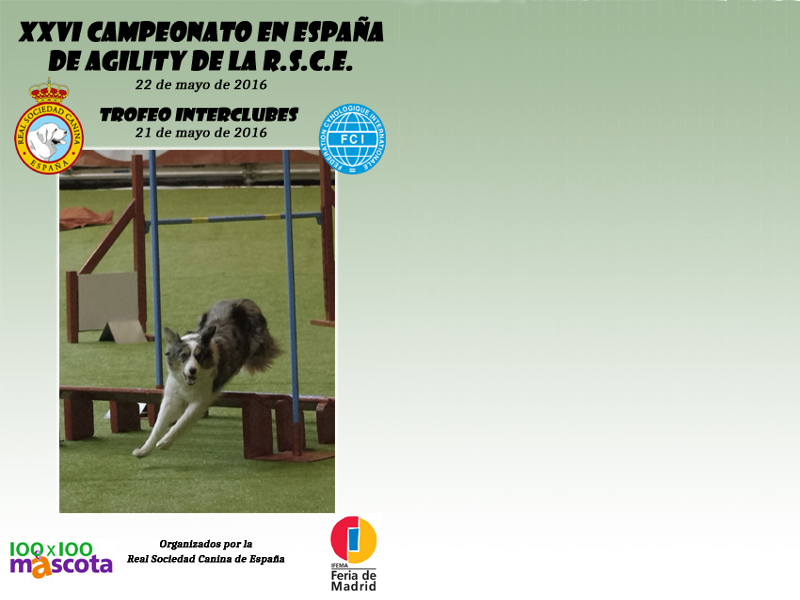 XXVI CAMPEONATO EN ESPAÑA
DE AGILITY DE LA R.S.C.E.
22 de mayo de 2016
TROFEO INTERCLUBES
21 de mayo de 2016
REAL SOCIEDAD CANINA
ESPAÑA
FEDERATION CYNOLOGIQUE INTERNATIONALE
FCI
100x100
mascota
Organizados por la
Real Sociedad Canina de España
IFEMA
Feria de
Madrid